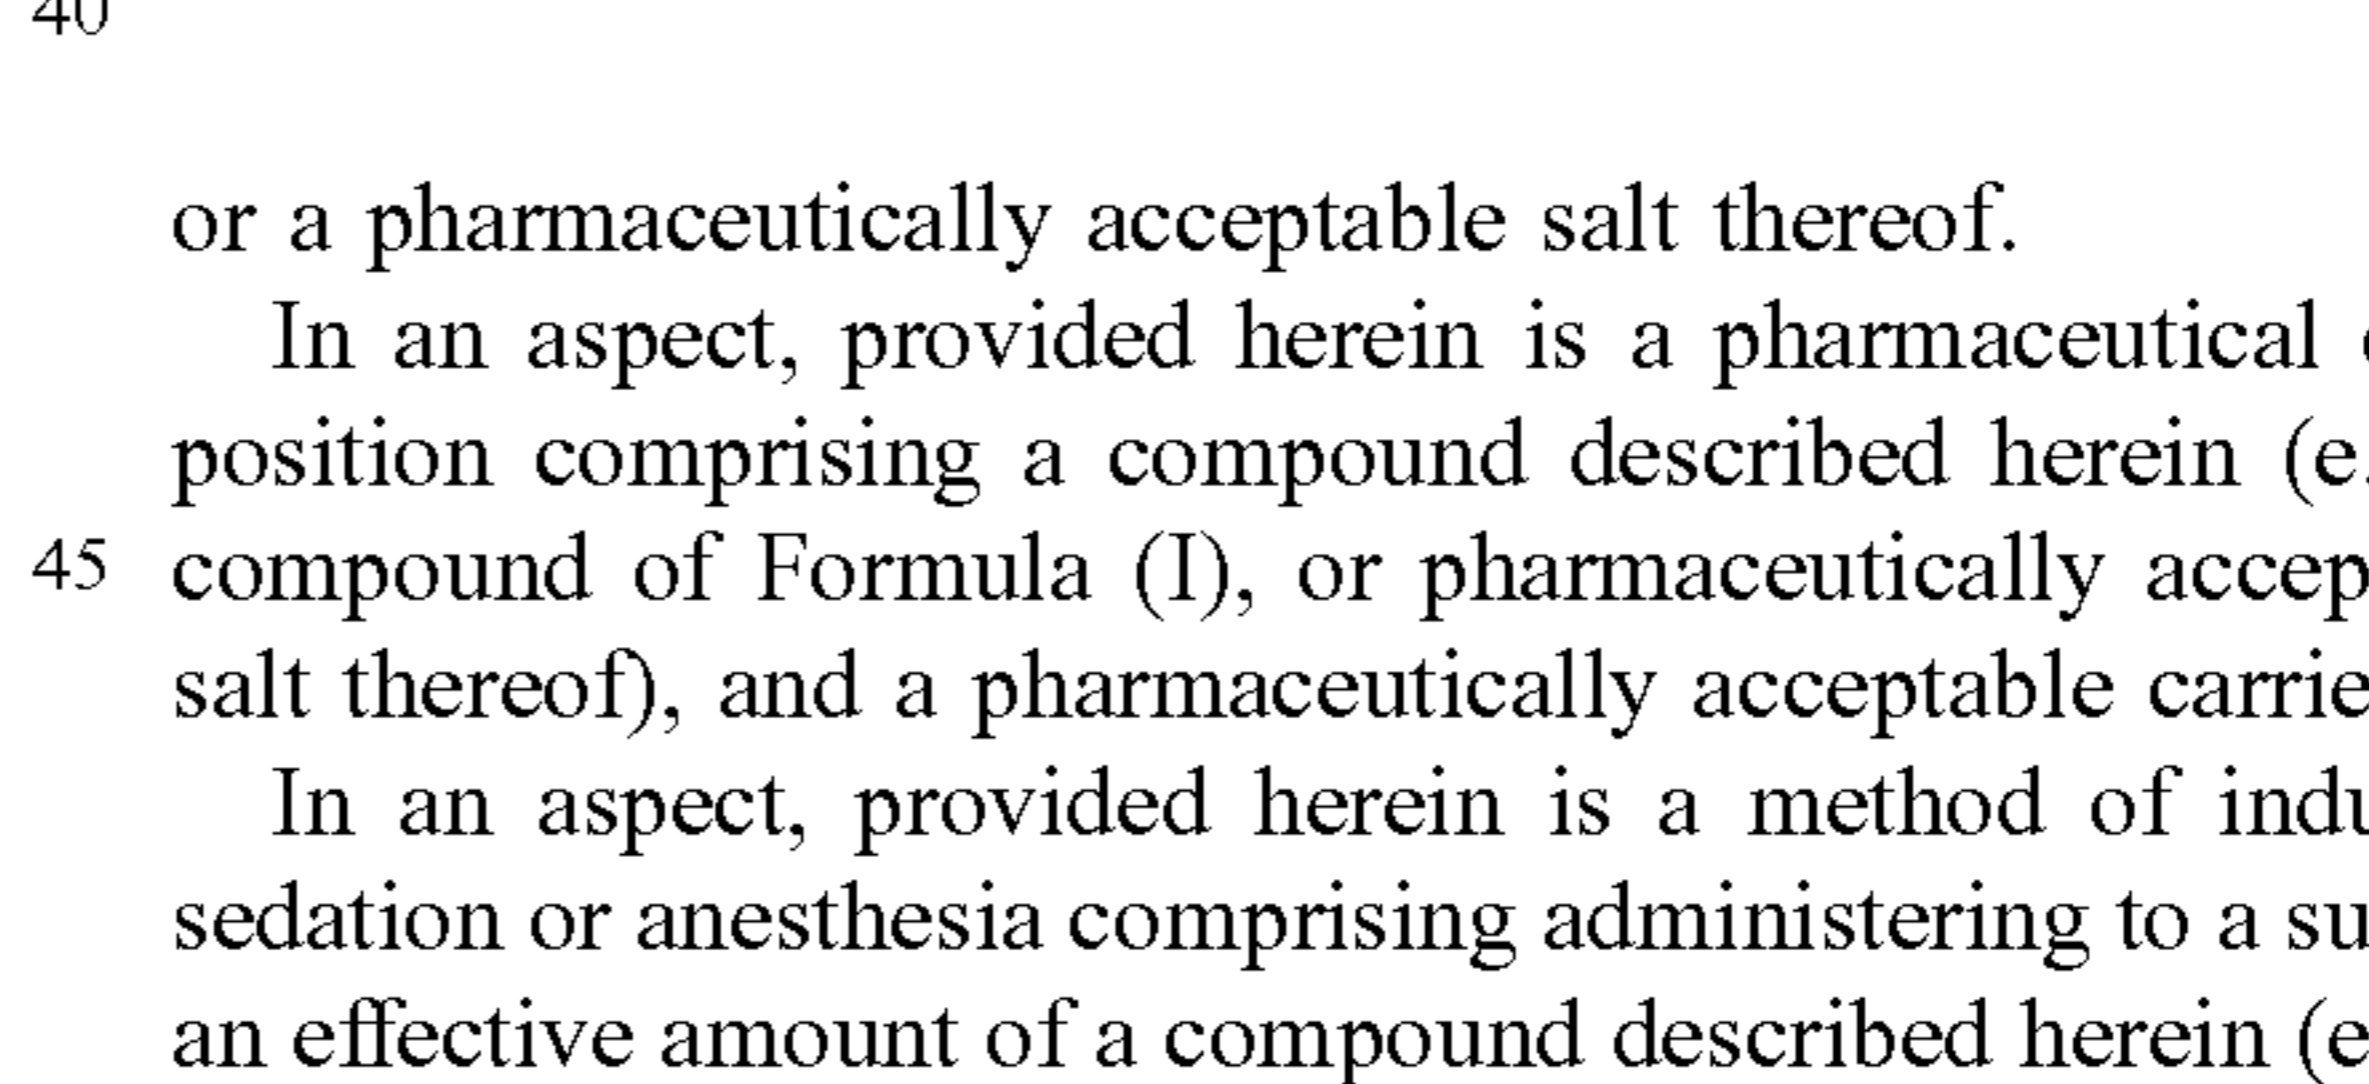 40
or a pharmaceutically acceptable salt thereof.
In an aspect, provided herein is a pharmaceutical
position comprising a compound described herein (e.
45 compound of Formula (I), or pharmaceutically accep
salt thereof), and a pharmaceutically acceptable carrie
In an aspect, provided herein is a method of indu
sedation or anesthesia comprising administering to a su
an effective amount of a compound described herein (e